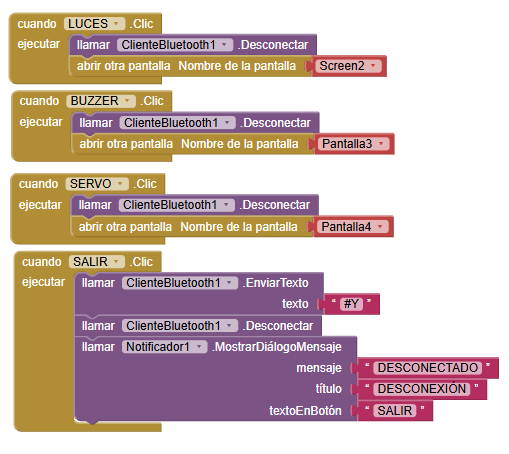 cuando LUCES .Clic
ejecutar llamar ClienteBluetooth1 .Desconectar
abrir otra pantalla Nombre de la pantalla Screen2
cuando BUZZER .Clic
ejecutar llamar ClienteBluetooth1 .Desconectar
abrir otra pantalla Nombre de la pantalla Pantalla3
cuando SERVO .Clic
ejecutar llamar ClienteBluetooth1 .Desconectar
abrir otra pantalla Nombre de la pantalla Pantalla4
cuando SALIR .Clic
ejecutar llamar ClienteBluetooth1 .EnviarTexto
texto " #Y "
llamar ClienteBluetooth1 .Desconectar
llamar Notificador1 .MostrarDiálogoMensaje
mensaje " DESCONECTADO "
título " DESCONEXIÓN "
textoEnBotón " SALIR "